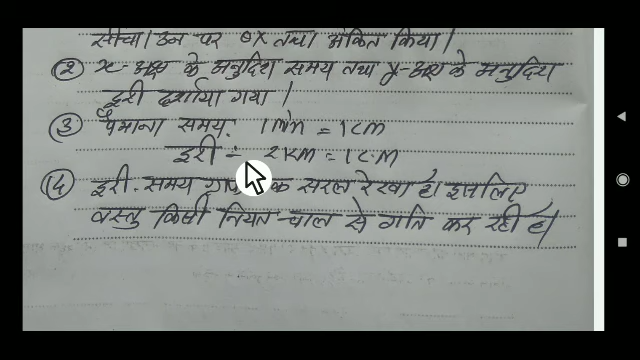 खींचा। उन पर OX तथा अंकित किया।
② x-अक्ष के अनुदिश समय तथा y-अक्ष के अनुदिश
दूरी दर्शाया गया।
③ पैमाना समय: 1 min = 1 cm
दूरी ÷ 2 KM = 1 C.M
④ दूरी-समय एक सरल रेखा है। इसलिए
वस्तु किसी नियत चाल से गति कर रही है।